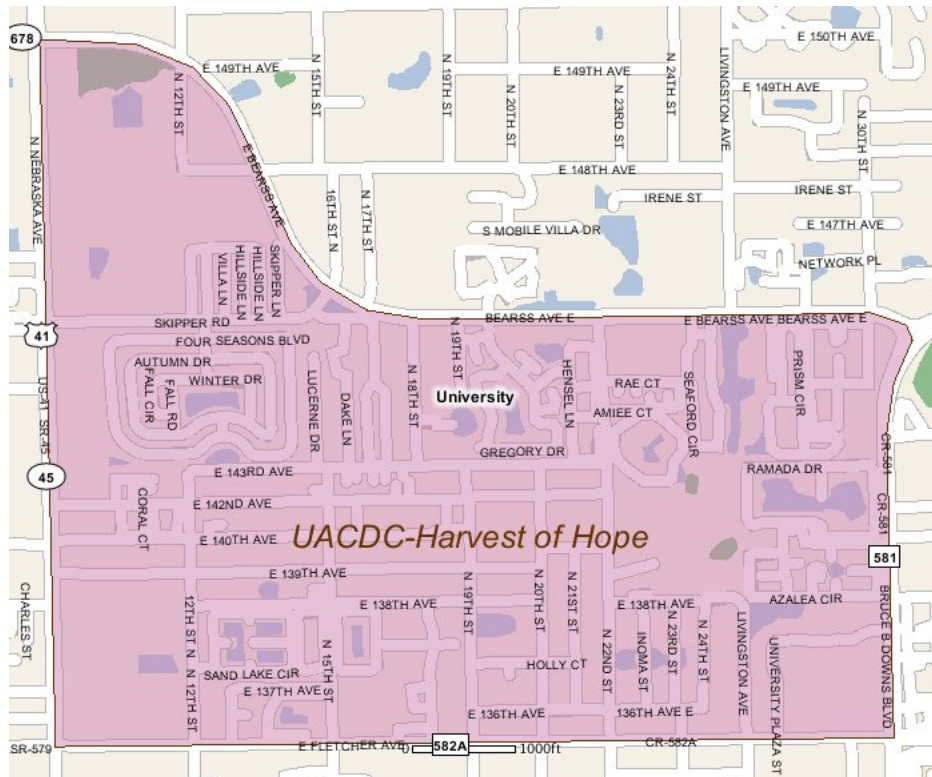 678
E 150TH AVE
E 149TH AVE
N 15TH ST
N 19TH ST
E 149TH AVE
N 24TH ST
LIVINGSTON AVE
E 149TH AVE
N 12TH ST
N 20TH ST
N 23RD ST
N 30TH ST
N NEBRASKA AVE
E BEARSS AVE
E 148TH AVE
16TH ST N
N 17TH ST
IRENE ST
IRENE ST
S MOBILE VILLA DR
E 147TH AVE
NETWORK PL
VILLA LN
HILLSIDE LN
HILLSIDE LN
SKIPPER LN
SKIPPER RD
BEARSS AVE E
E BEARSS AVE
BEARSS AVE E
41
FOUR SEASONS BLVD
AUTUMN DR
WINTER DR
FALL CIR
FALL RD
LUCERNE DR
DAKE LN
N 18TH ST
N 19TH ST
University
HENSEL LN
RAE CT
AMIEE CT
SEAFORD CIR
PRISM CIR
US-41 SR-45
GREGORY DR
45
E 143RD AVE
RAMADA DR
CR-581
CORAL CT
E 142ND AVE
CR-581
E 140TH AVE
UACDC-Harvest of Hope
581
E 139TH AVE
CHARLES ST
12TH ST N
E 138TH AVE
N 19TH ST
N 20TH ST
N 21ST ST
E 138TH AVE
AZALEA CIR
BRUCE B DOWNS BLVD
N 15TH ST
N 22ND ST
INOMA ST
N 23RD ST
N 24TH ST
LIVINGSTON AVE
UNIVERSITY PLAZA ST
SAND LAKE CIR
HOLLY CT
N 12TH ST
E 137TH AVE
E 136TH AVE
136TH AVE E
SR-579
E FLETCHER AVE
0
582A
1000ft
CR-582A